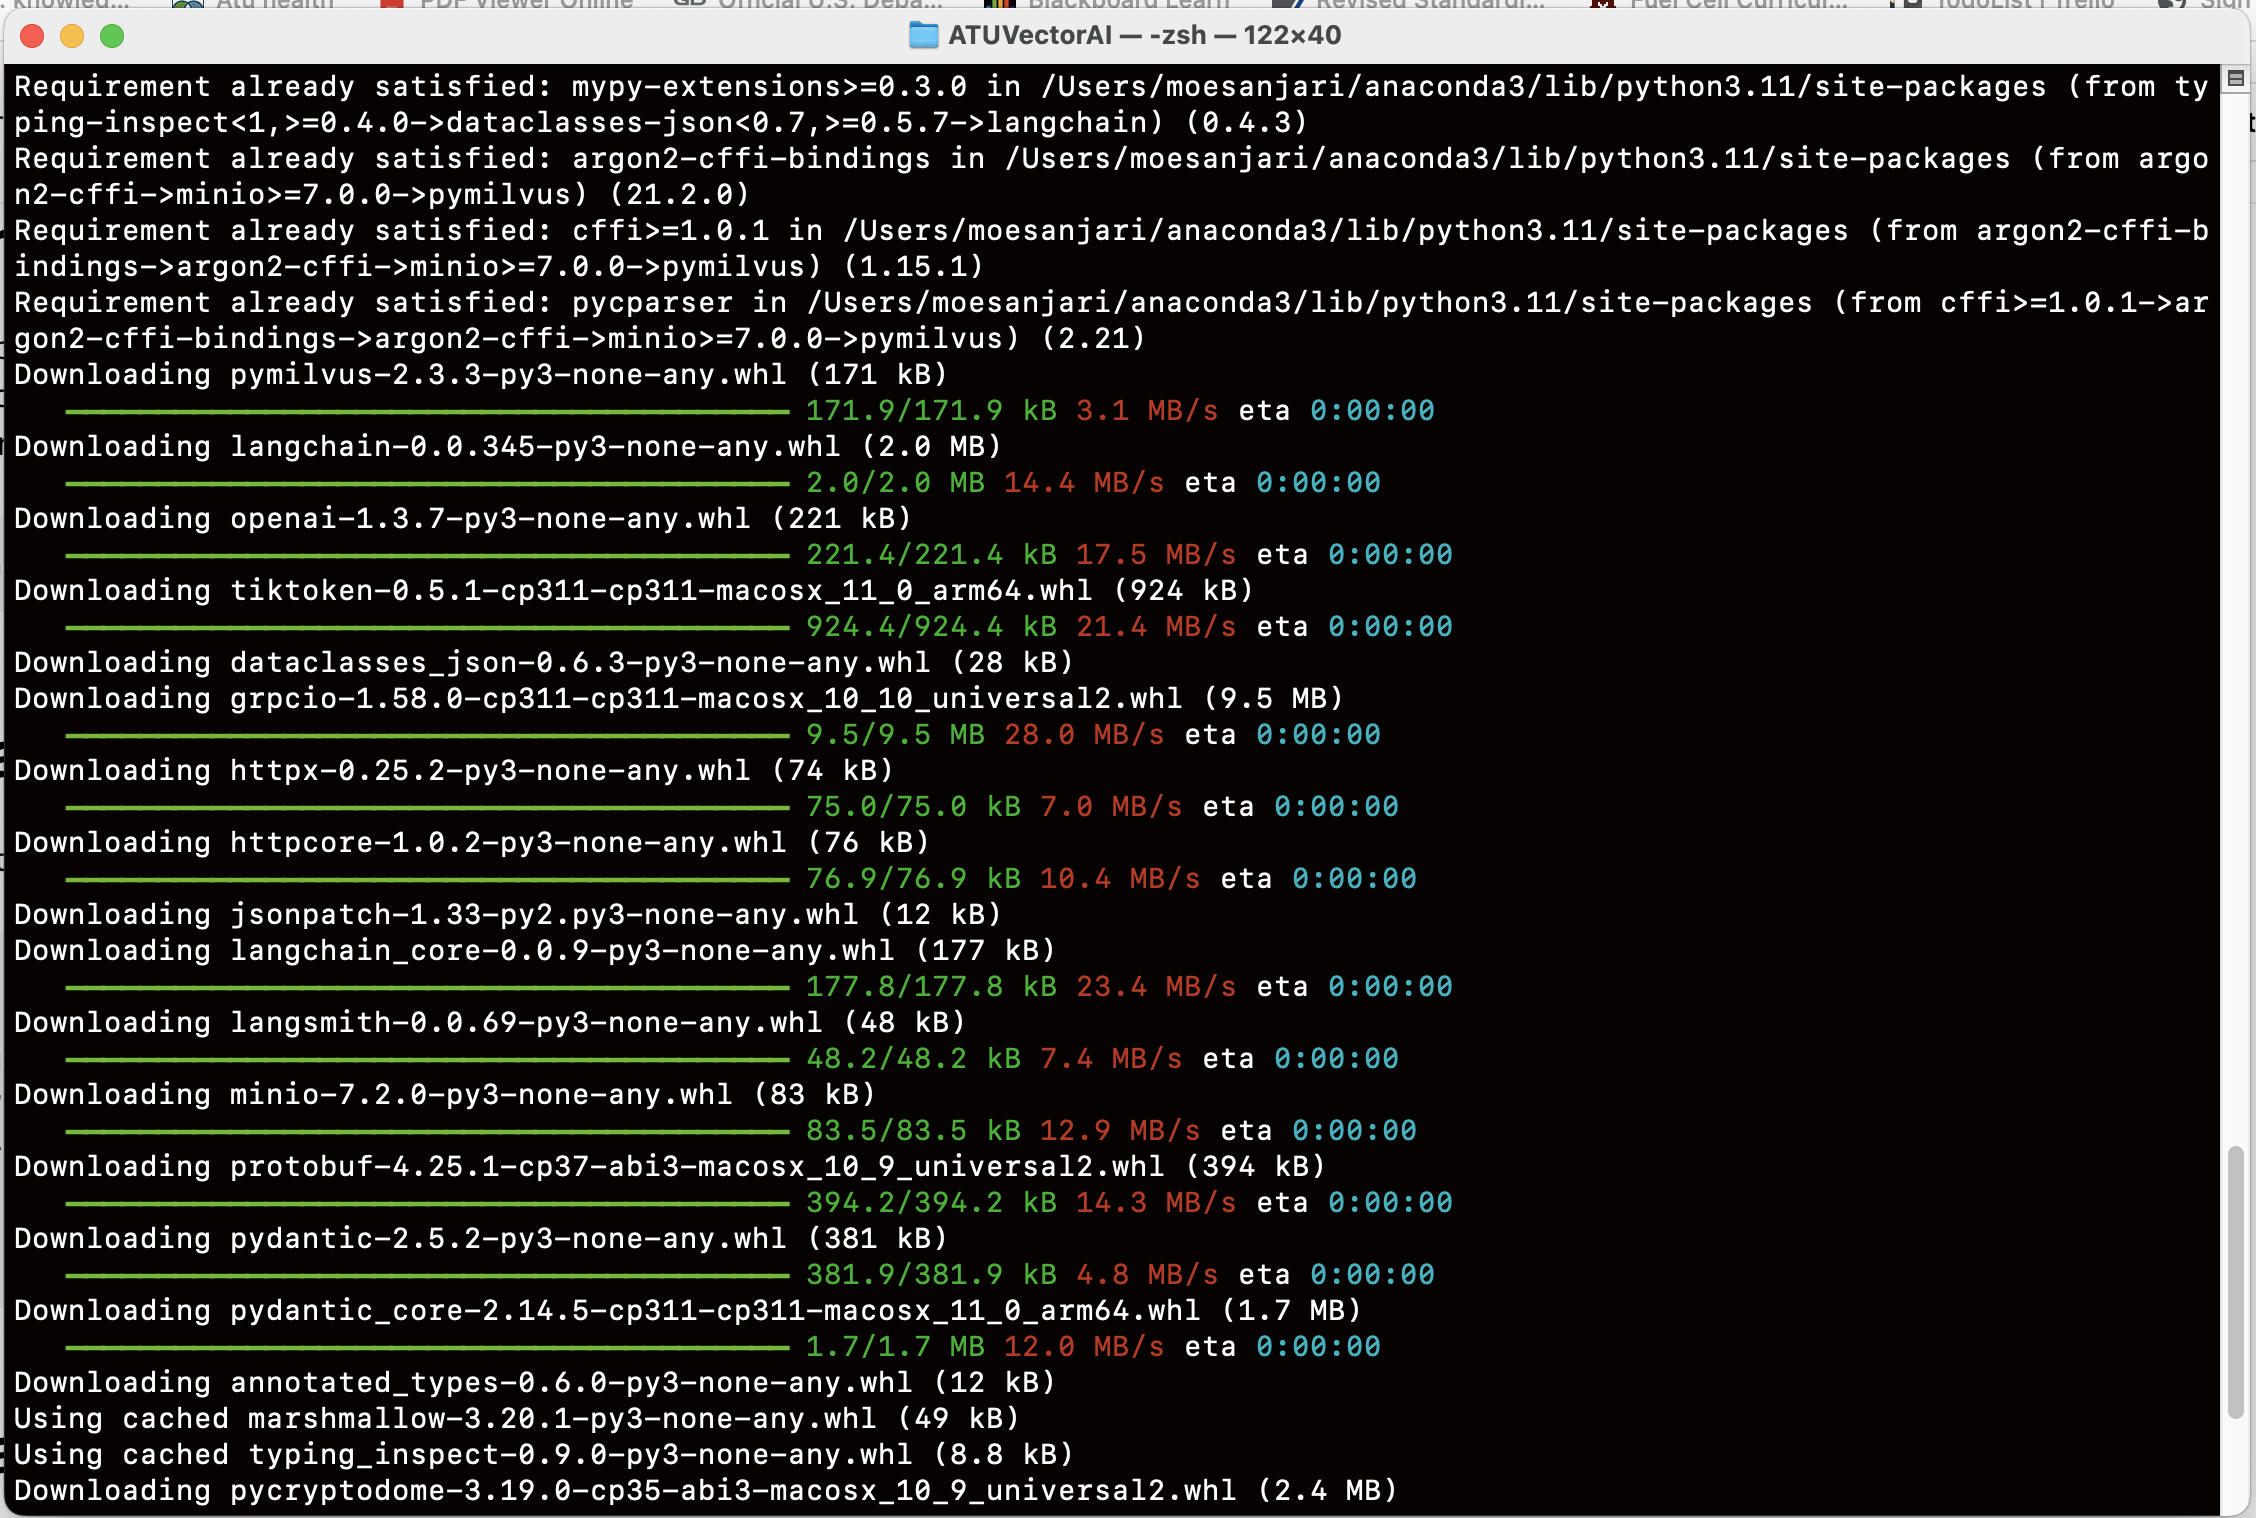 Knowled...
Atu health
PDF Viewer Online
Official U.S. Deba...
Blackboard Learn
Revised Standardi...
Fuel Cell Curricul...
TodoList | Trello
Sign
ATUVectorAI — -zsh — 122×40
Requirement already satisfied: mypy-extensions>=0.3.0 in /Users/moesanjari/anaconda3/lib/python3.11/site-packages (from ty
ping-inspect<1,>=0.4.0->dataclasses-json<0.7,>=0.5.7->langchain) (0.4.3)
Requirement already satisfied: argon2-cffi-bindings in /Users/moesanjari/anaconda3/lib/python3.11/site-packages (from argo
n2-cffi->minio>=7.0.0->pymilvus) (21.2.0)
Requirement already satisfied: cffi>=1.0.1 in /Users/moesanjari/anaconda3/lib/python3.11/site-packages (from argon2-cffi-b
indings->argon2-cffi->minio>=7.0.0->pymilvus) (1.15.1)
Requirement already satisfied: pycparser in /Users/moesanjari/anaconda3/lib/python3.11/site-packages (from cffi>=1.0.1->ar
gon2-cffi-bindings->argon2-cffi->minio>=7.0.0->pymilvus) (2.21)
Downloading pymilvus-2.3.3-py3-none-any.whl (171 kB)
171.9/171.9 kB 3.1 MB/s eta 0:00:00
Downloading langchain-0.0.345-py3-none-any.whl (2.0 MB)
2.0/2.0 MB 14.4 MB/s eta 0:00:00
Downloading openai-1.3.7-py3-none-any.whl (221 kB)
221.4/221.4 kB 17.5 MB/s eta 0:00:00
Downloading tiktoken-0.5.1-cp311-cp311-macosx_11_0_arm64.whl (924 kB)
924.4/924.4 kB 21.4 MB/s eta 0:00:00
Downloading dataclasses_json-0.6.3-py3-none-any.whl (28 kB)
Downloading grpcio-1.58.0-cp311-cp311-macosx_10_10_universal2.whl (9.5 MB)
9.5/9.5 MB 28.0 MB/s eta 0:00:00
Downloading httpx-0.25.2-py3-none-any.whl (74 kB)
75.0/75.0 kB 7.0 MB/s eta 0:00:00
Downloading httpcore-1.0.2-py3-none-any.whl (76 kB)
76.9/76.9 kB 10.4 MB/s eta 0:00:00
Downloading jsonpatch-1.33-py2.py3-none-any.whl (12 kB)
Downloading langchain_core-0.0.9-py3-none-any.whl (177 kB)
177.8/177.8 kB 23.4 MB/s eta 0:00:00
Downloading langsmith-0.0.69-py3-none-any.whl (48 kB)
48.2/48.2 kB 7.4 MB/s eta 0:00:00
Downloading minio-7.2.0-py3-none-any.whl (83 kB)
83.5/83.5 kB 12.9 MB/s eta 0:00:00
Downloading protobuf-4.25.1-cp37-abi3-macosx_10_9_universal2.whl (394 kB)
394.2/394.2 kB 14.3 MB/s eta 0:00:00
Downloading pydantic-2.5.2-py3-none-any.whl (381 kB)
381.9/381.9 kB 4.8 MB/s eta 0:00:00
Downloading pydantic_core-2.14.5-cp311-cp311-macosx_11_0_arm64.whl (1.7 MB)
1.7/1.7 MB 12.0 MB/s eta 0:00:00
Downloading annotated_types-0.6.0-py3-none-any.whl (12 kB)
Using cached marshmallow-3.20.1-py3-none-any.whl (49 kB)
Using cached typing_inspect-0.9.0-py3-none-any.whl (8.8 kB)
Downloading pycryptodome-3.19.0-cp35-abi3-macosx_10_9_universal2.whl (2.4 MB)